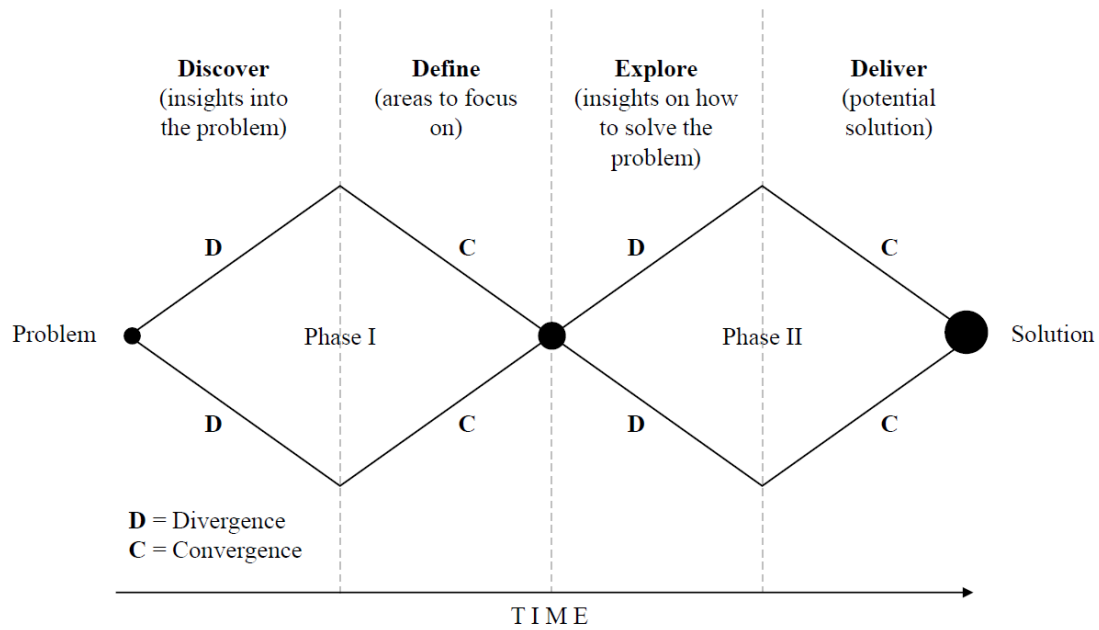 Discover
(insights into
the problem)
Define
(areas to focus
on)
Explore
(insights on how
to solve the
problem)
Deliver
(potential
solution)
D
C
D
C
Problem
Phase I
Phase II
Solution
D
C
D
C
D = Divergence
C = Convergence
T I M E